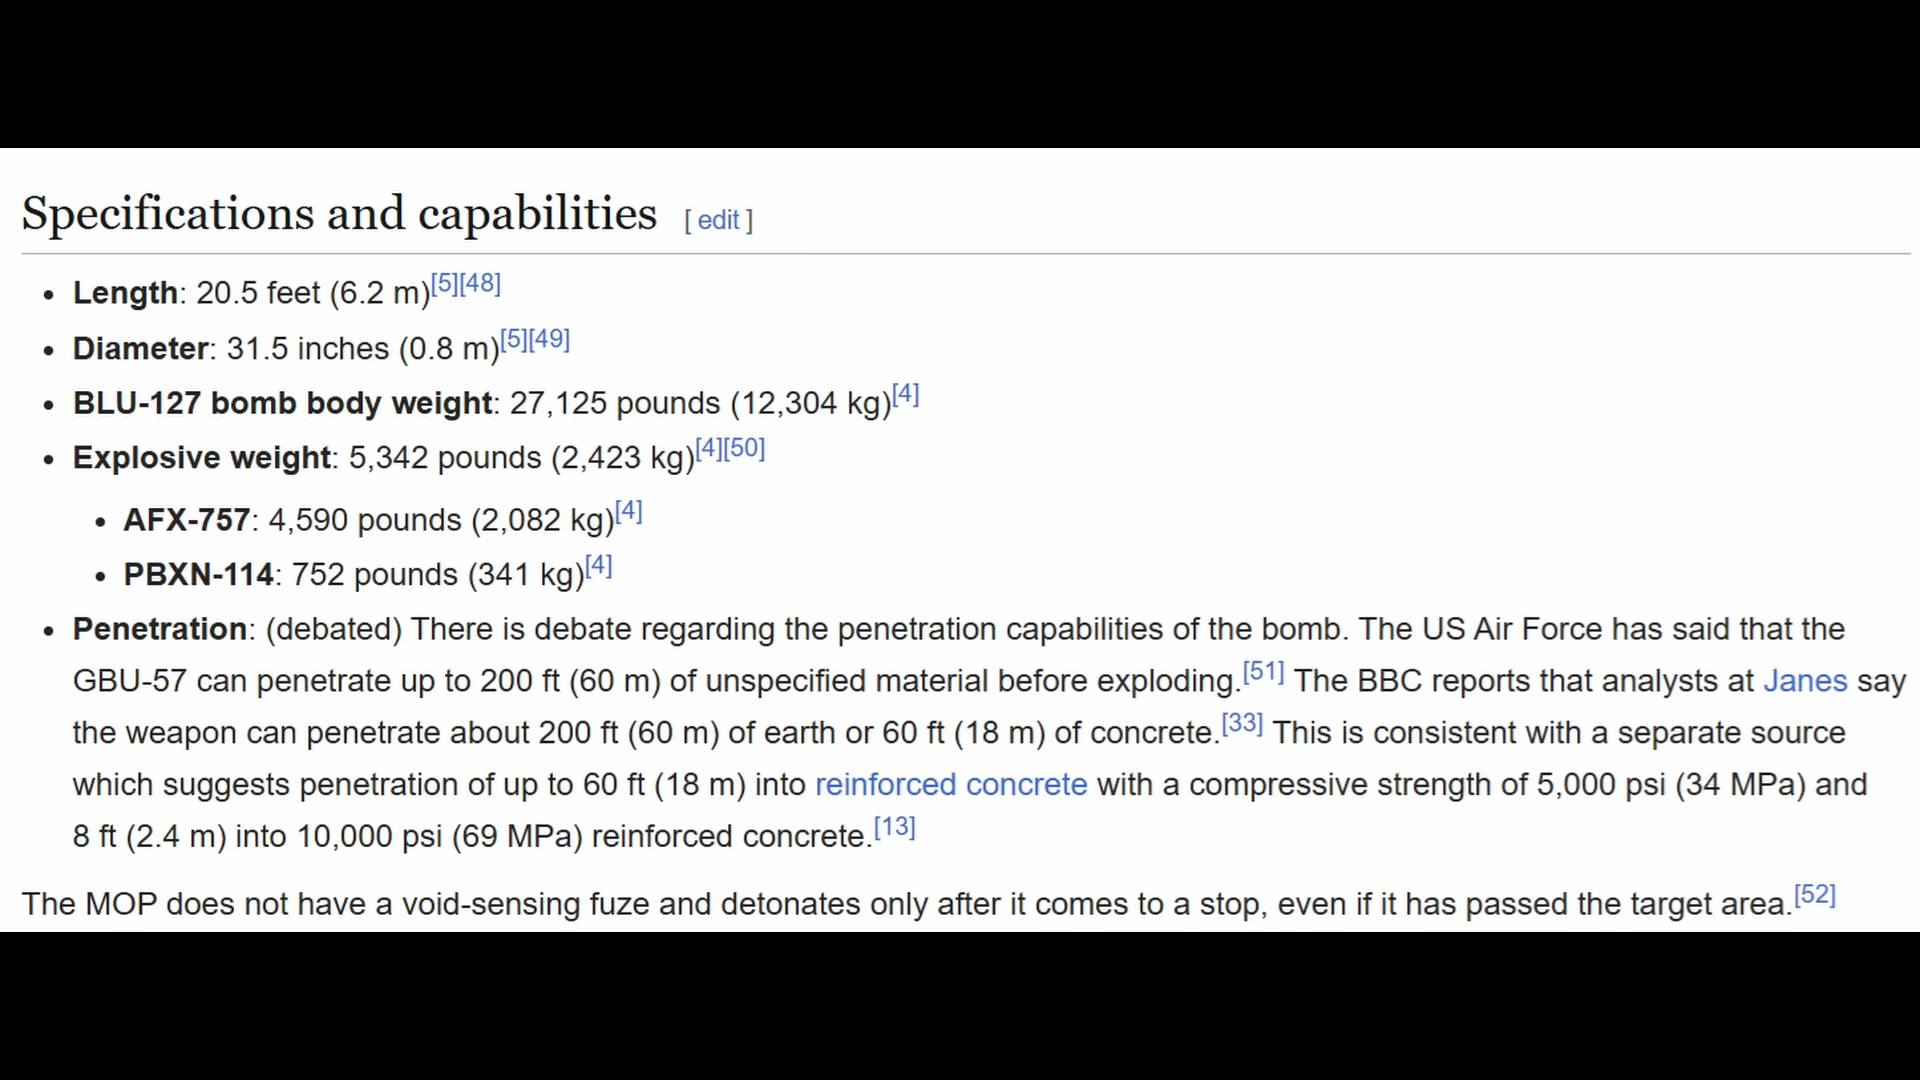 Specifications and capabilities [ edit ]
• Length: 20.5 feet (6.2 m)[5][48]
• Diameter: 31.5 inches (0.8 m)[5][49]
• BLU-127 bomb body weight: 27,125 pounds (12,304 kg)[4]
• Explosive weight: 5,342 pounds (2,423 kg)[4][50]
• AFX-757: 4,590 pounds (2,082 kg)[4]
• PBXN-114: 752 pounds (341 kg)[4]
• Penetration: (debated) There is debate regarding the penetration capabilities of the bomb. The US Air Force has said that the
GBU-57 can penetrate up to 200 ft (60 m) of unspecified material before exploding.[51] The BBC reports that analysts at Janes say
the weapon can penetrate about 200 ft (60 m) of earth or 60 ft (18 m) of concrete.[33] This is consistent with a separate source
which suggests penetration of up to 60 ft (18 m) into reinforced concrete with a compressive strength of 5,000 psi (34 MPa) and
8 ft (2.4 m) into 10,000 psi (69 MPa) reinforced concrete.[13]
The MOP does not have a void-sensing fuze and detonates only after it comes to a stop, even if it has passed the target area.[52]